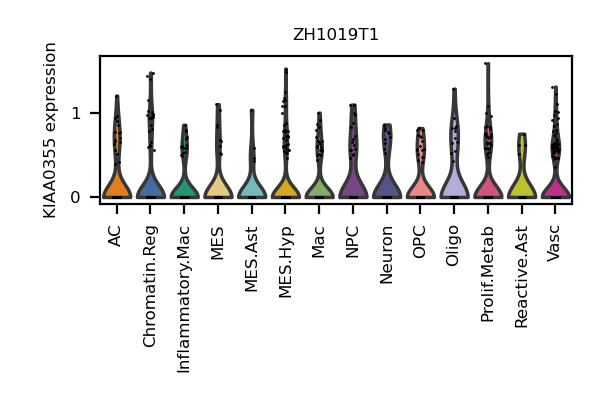 ZH1019T1
KIAA0355 expression
1
0
AC
Chromatin.Reg
Inflammatory.Mac
MES
MES.Ast
MES.Hyp
Mac
NPC
Neuron
OPC
Oligo
Prolif.Metab
Reactive.Ast
Vasc